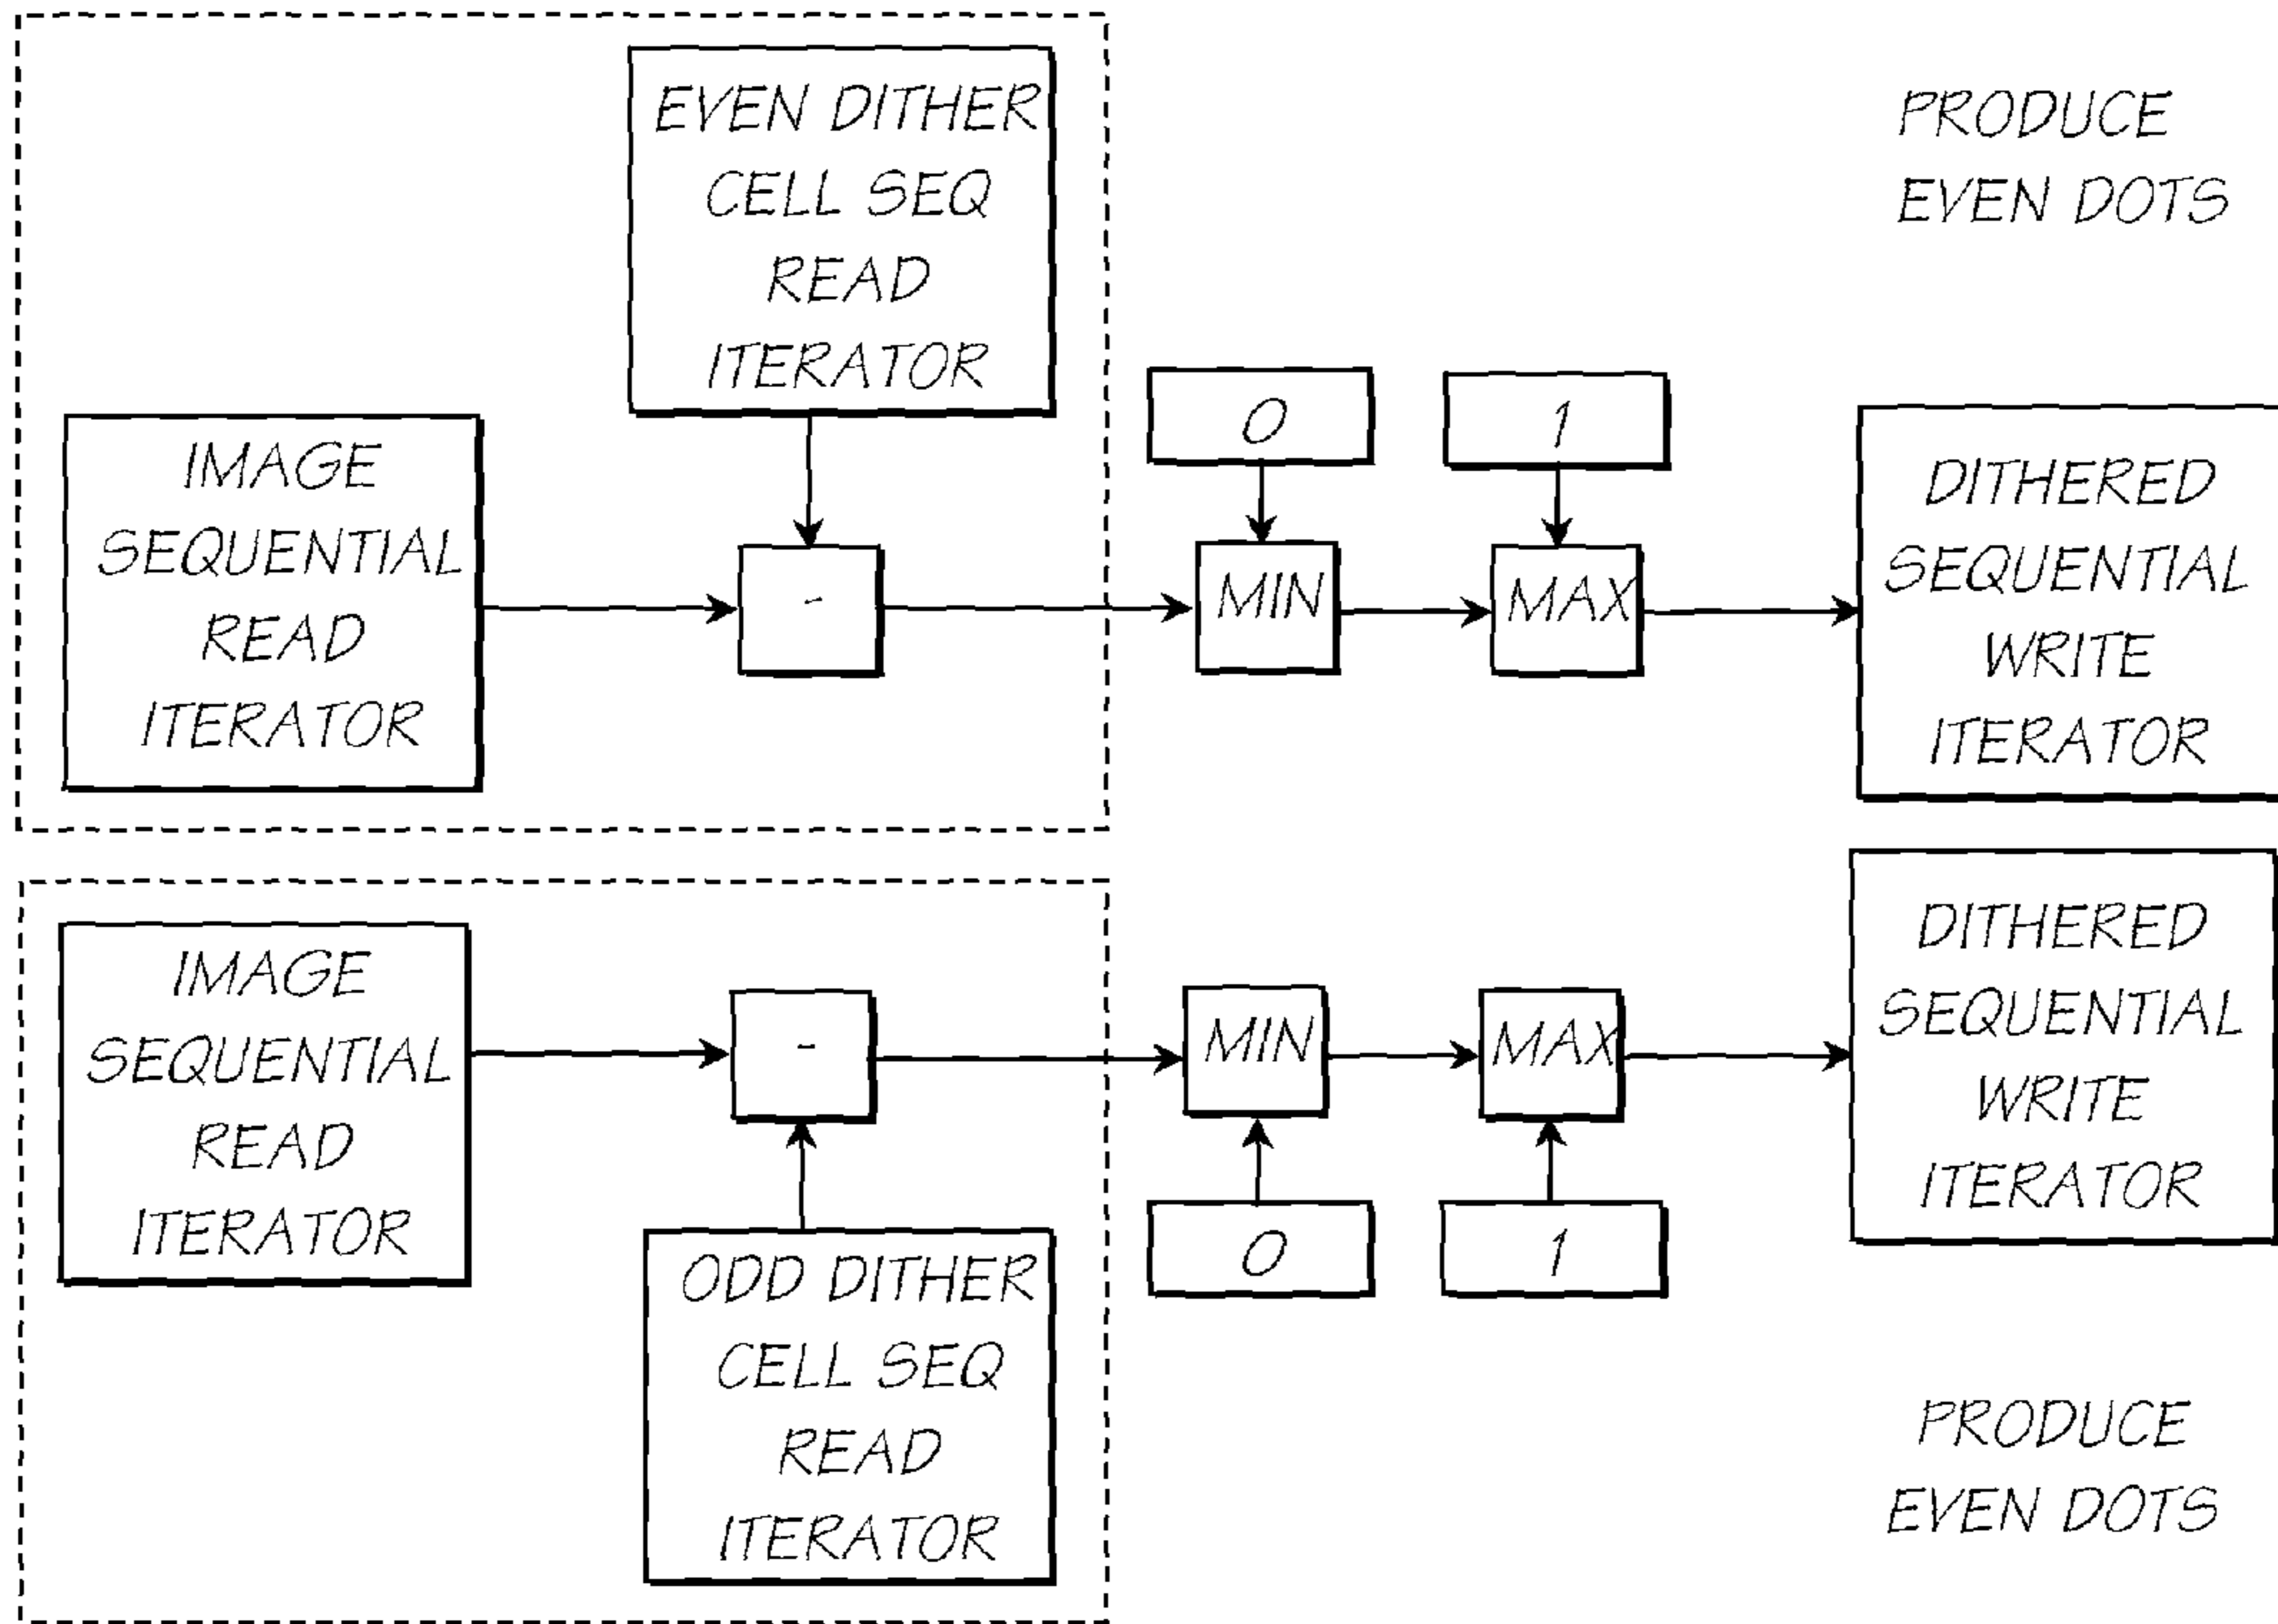 EVEN DITHER
CELL SEQ
READ
ITERATOR
PRODUCE
EVEN DOTS
IMAGE
SEQUENTIAL
READ
ITERATOR
-
0
MIN
1
MAX
DITHERED
SEQUENTIAL
WRITE
ITERATOR
IMAGE
SEQUENTIAL
READ
ITERATOR
-
ODD DITHER
CELL SEQ
READ
ITERATOR
MIN
0
MAX
1
DITHERED
SEQUENTIAL
WRITE
ITERATOR
PRODUCE
EVEN DOTS